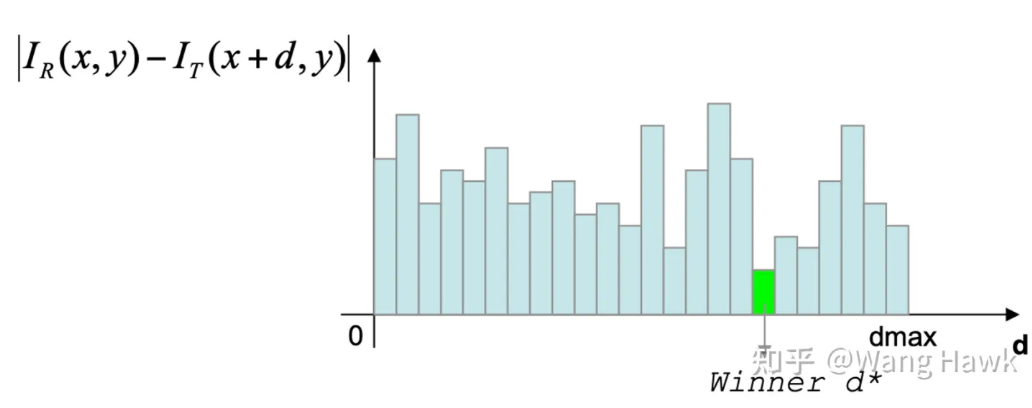 |I_R(x,y)−I_T(x+d,y)|
0
dmax
d
知乎 @Wang Hawk
Winner d*